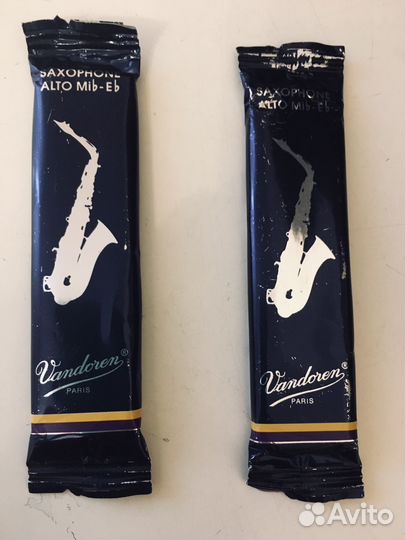 SAXOPHONE
ALTO Mib-Eb
Vandoren®
PARIS
SAXOPHONE
ALTO Mib-Eb
Vandoren®
PARIS
Avito